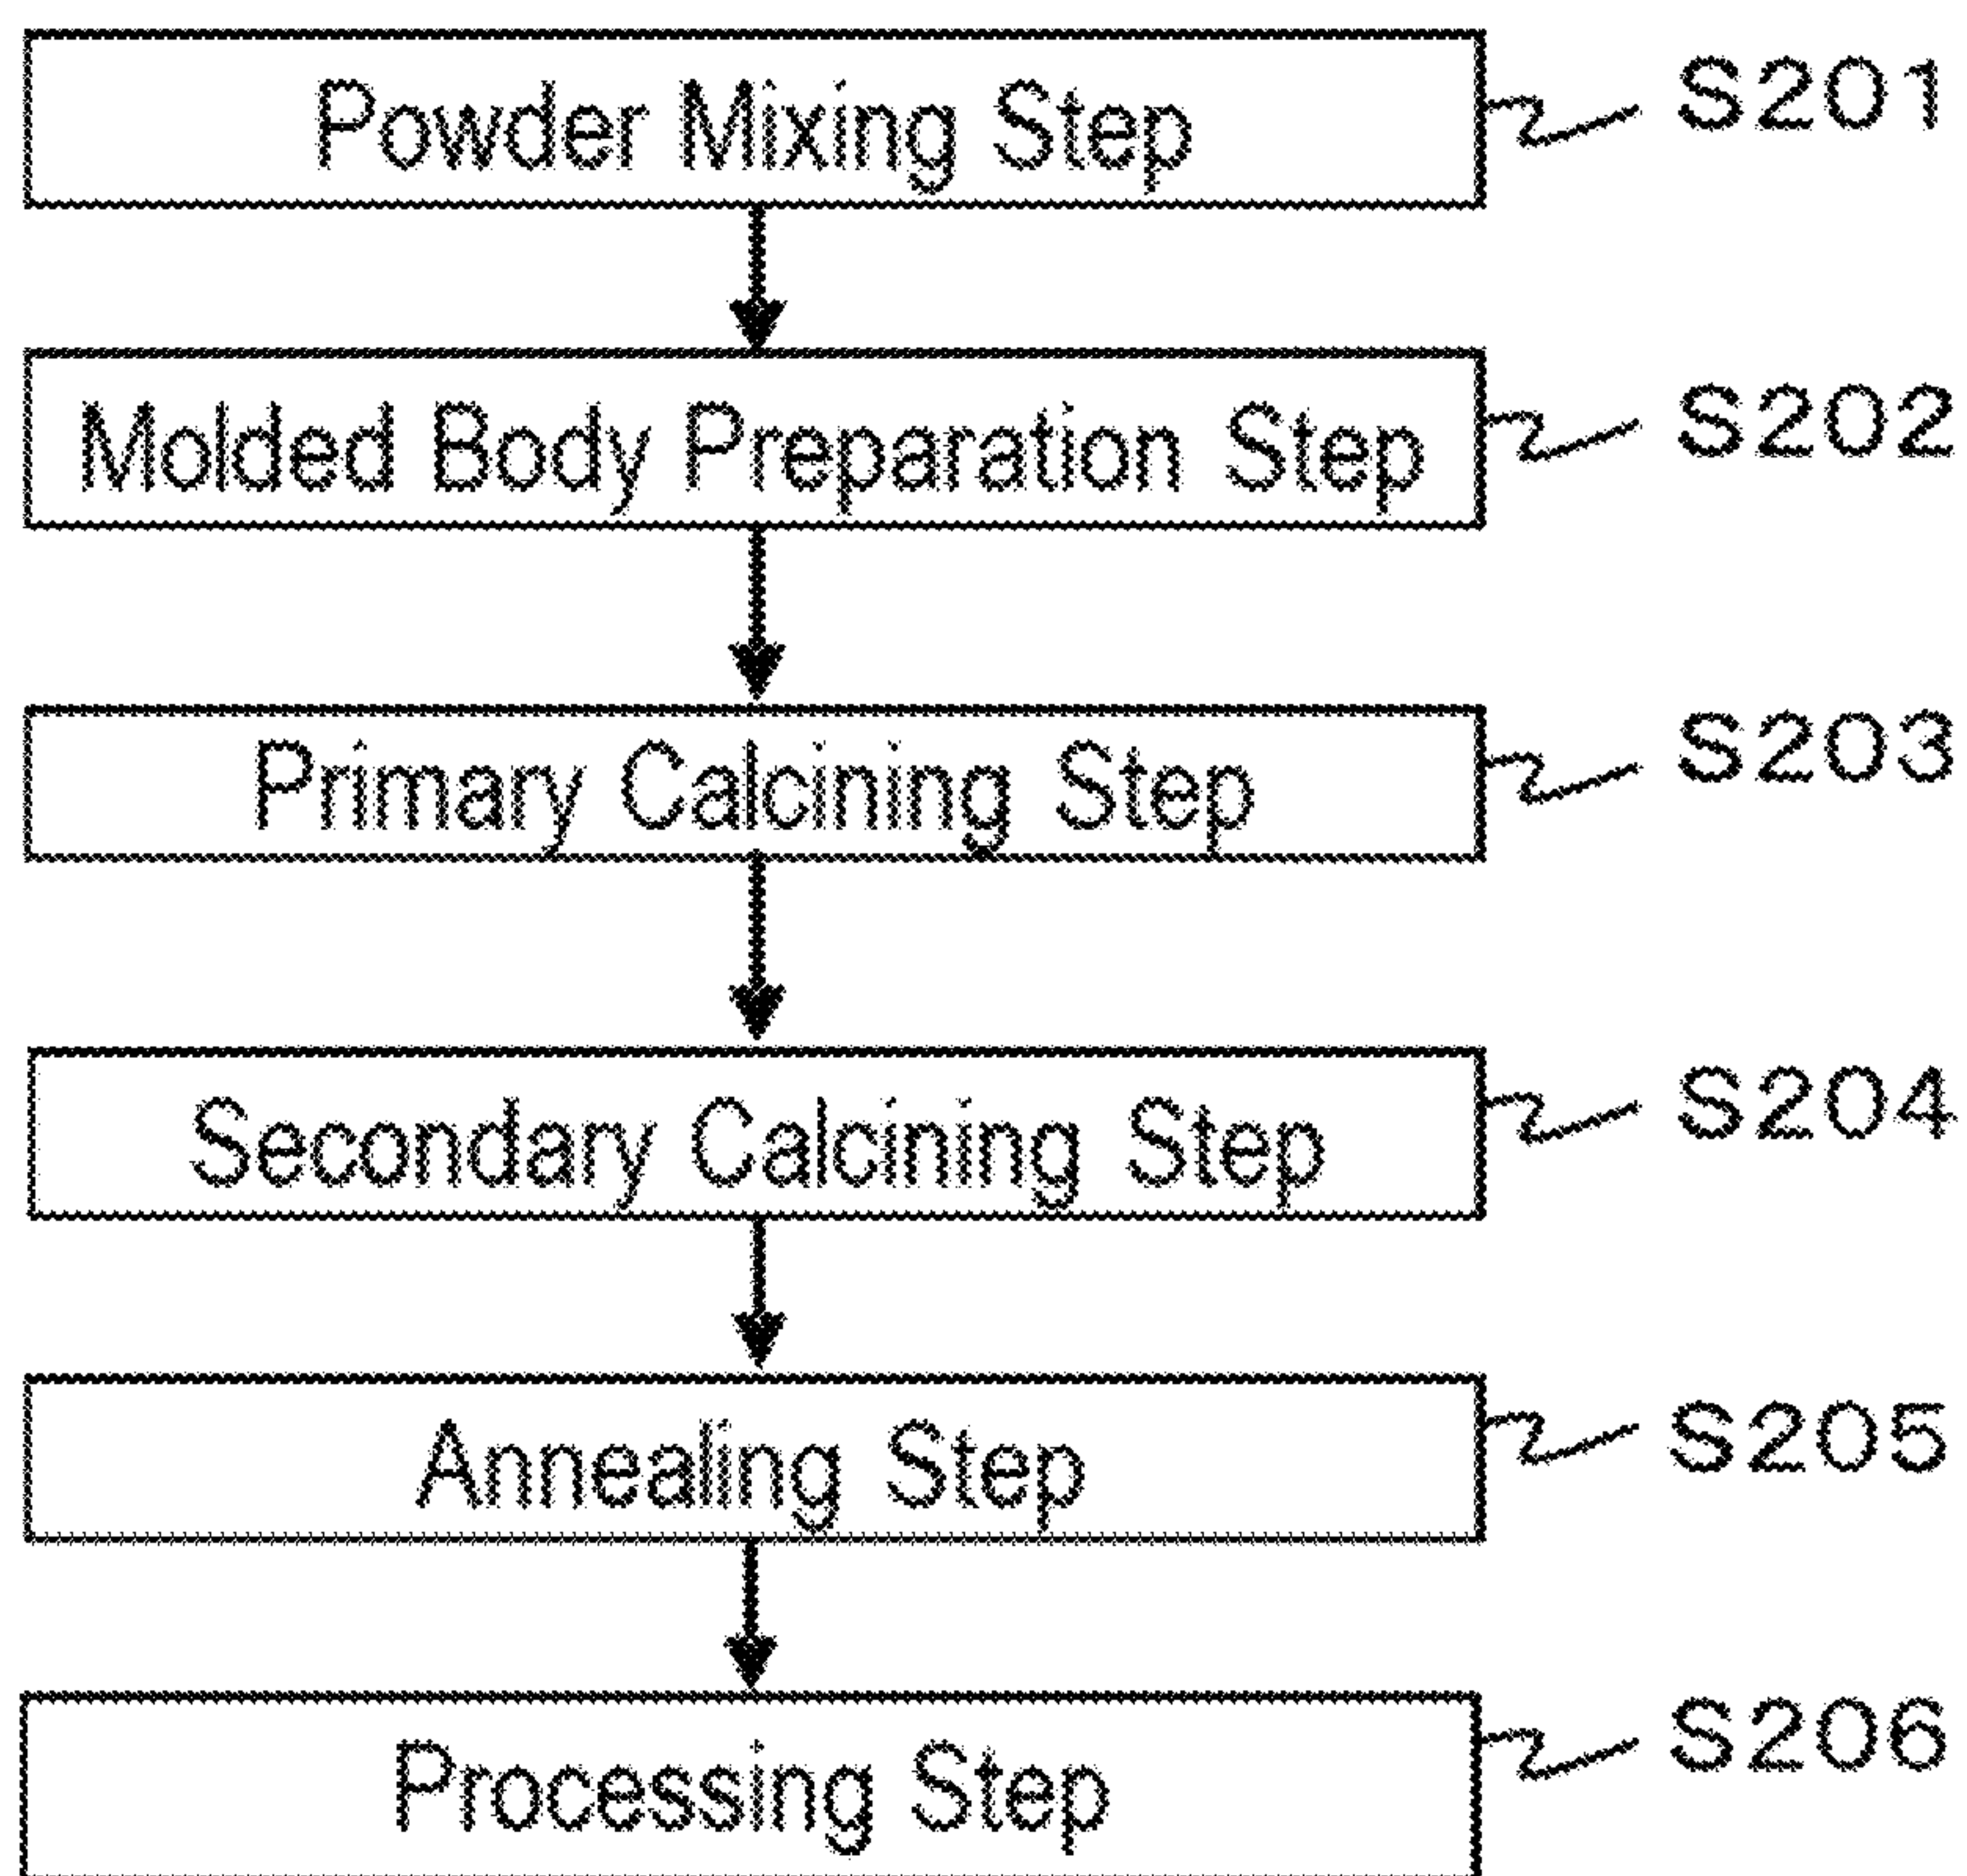 Powder Mixing Step S201
Molded Body Preparation Step S202
Primary Calcining Step S203
Secondary Calcining Step S204
Annealing Step S205
Processing Step S206